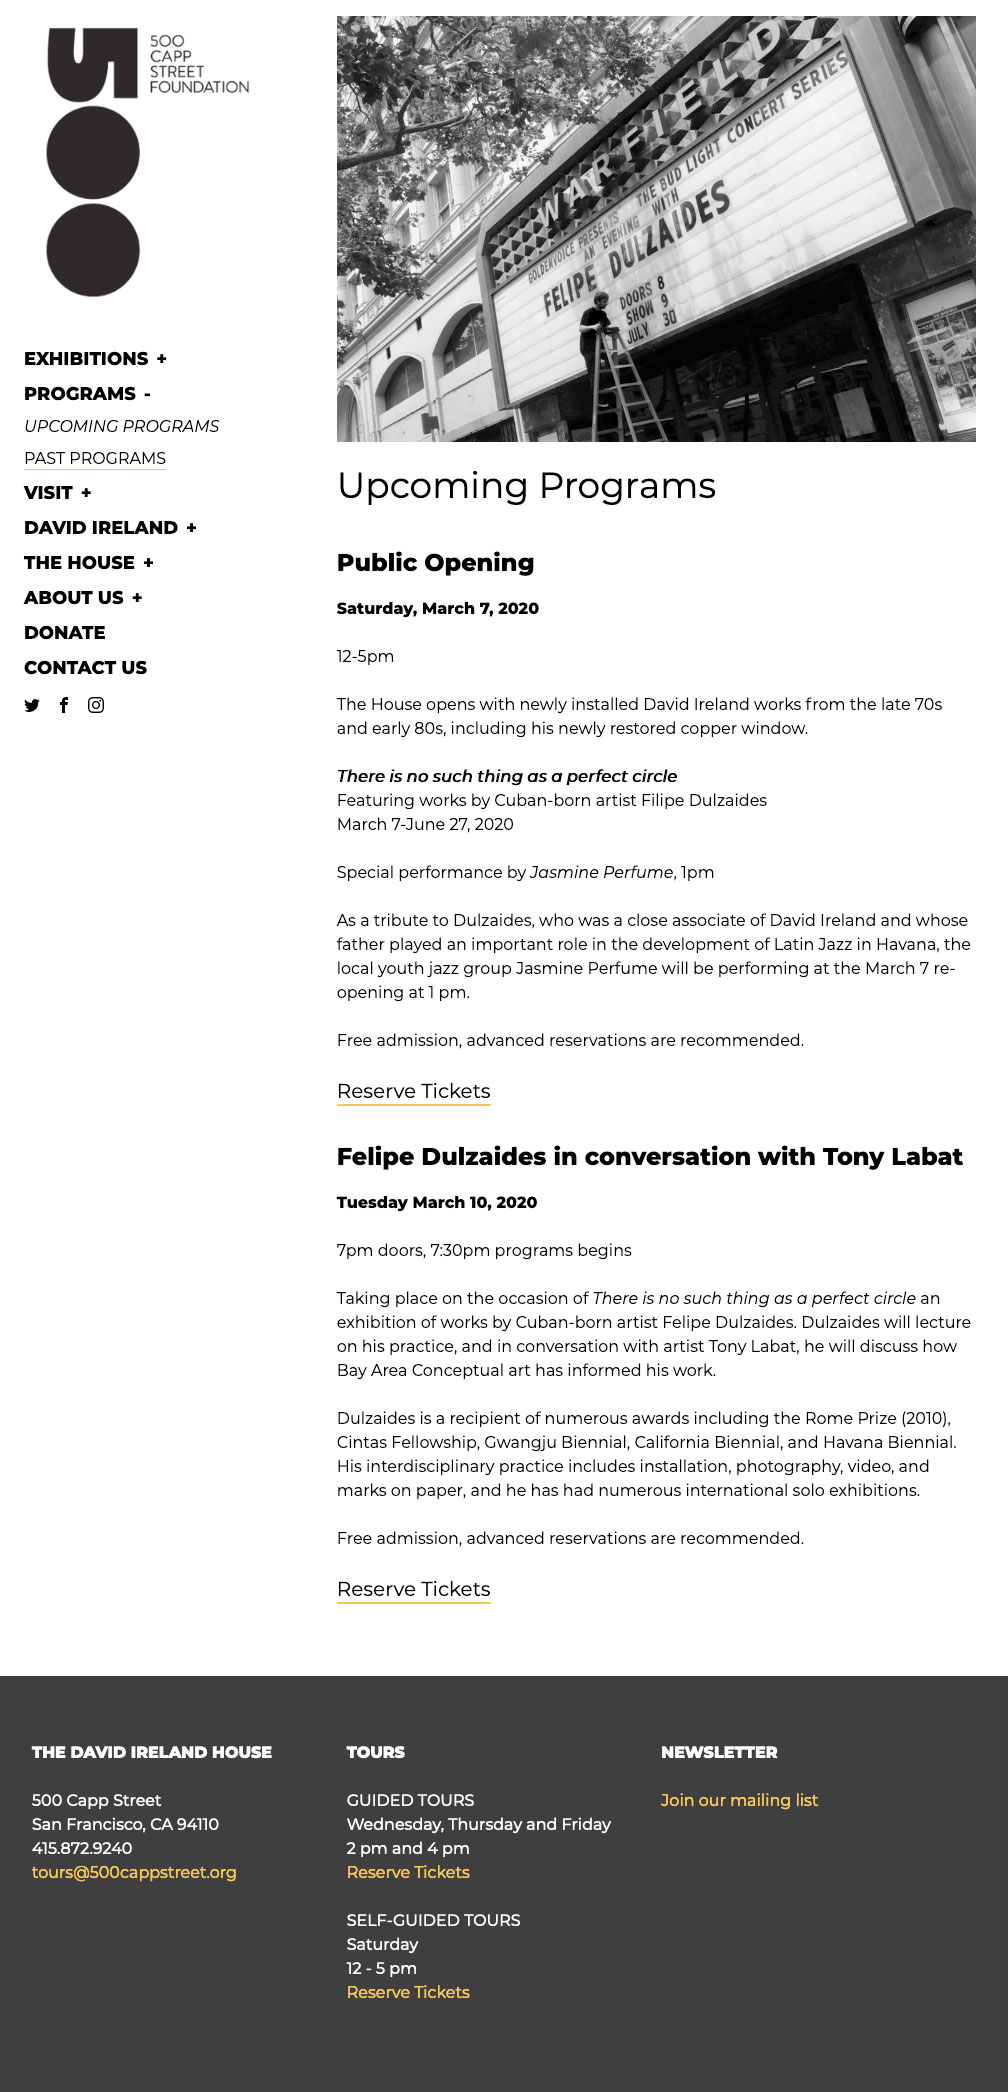 500
CAPP
STREET
FOUNDATION
EXHIBITIONS +
PROGRAMS -
UPCOMING PROGRAMS
PAST PROGRAMS
VISIT +
DAVID IRELAND +
THE HOUSE +
ABOUT US +
DONATE
CONTACT US
WARFIELD
GOLDENVOICE PRESENTS THE BUD LIGHT CONCERT SERIES
AN EVENING WITH
FELIPE DULZAIDES
DOORS 8
SHOW 9
JULY 30
Upcoming Programs
Public Opening
Saturday, March 7, 2020
12-5pm
The House opens with newly installed David Ireland works from the late 70s
and early 80s, including his newly restored copper window.
There is no such thing as a perfect circle
Featuring works by Cuban-born artist Filipe Dulzaides
March 7-June 27, 2020
Special performance by Jasmine Perfume, 1pm
As a tribute to Dulzaides, who was a close associate of David Ireland and whose
father played an important role in the development of Latin Jazz in Havana, the
local youth jazz group Jasmine Perfume will be performing at the March 7 re-
opening at 1 pm.
Free admission, advanced reservations are recommended.
Reserve Tickets
Felipe Dulzaides in conversation with Tony Labat
Tuesday March 10, 2020
7pm doors, 7:30pm programs begins
Taking place on the occasion of There is no such thing as a perfect circle an
exhibition of works by Cuban-born artist Felipe Dulzaides. Dulzaides will lecture
on his practice, and in conversation with artist Tony Labat, he will discuss how
Bay Area Conceptual art has informed his work.
Dulzaides is a recipient of numerous awards including the Rome Prize (2010),
Cintas Fellowship, Gwangju Biennial, California Biennial, and Havana Biennial.
His interdisciplinary practice includes installation, photography, video, and
marks on paper, and he has had numerous international solo exhibitions.
Free admission, advanced reservations are recommended.
Reserve Tickets
THE DAVID IRELAND HOUSE
500 Capp Street
San Francisco, CA 94110
415.872.9240
tours@500cappstreet.org
TOURS
GUIDED TOURS
Wednesday, Thursday and Friday
2 pm and 4 pm
Reserve Tickets
SELF-GUIDED TOURS
Saturday
12 - 5 pm
Reserve Tickets
NEWSLETTER
Join our mailing list